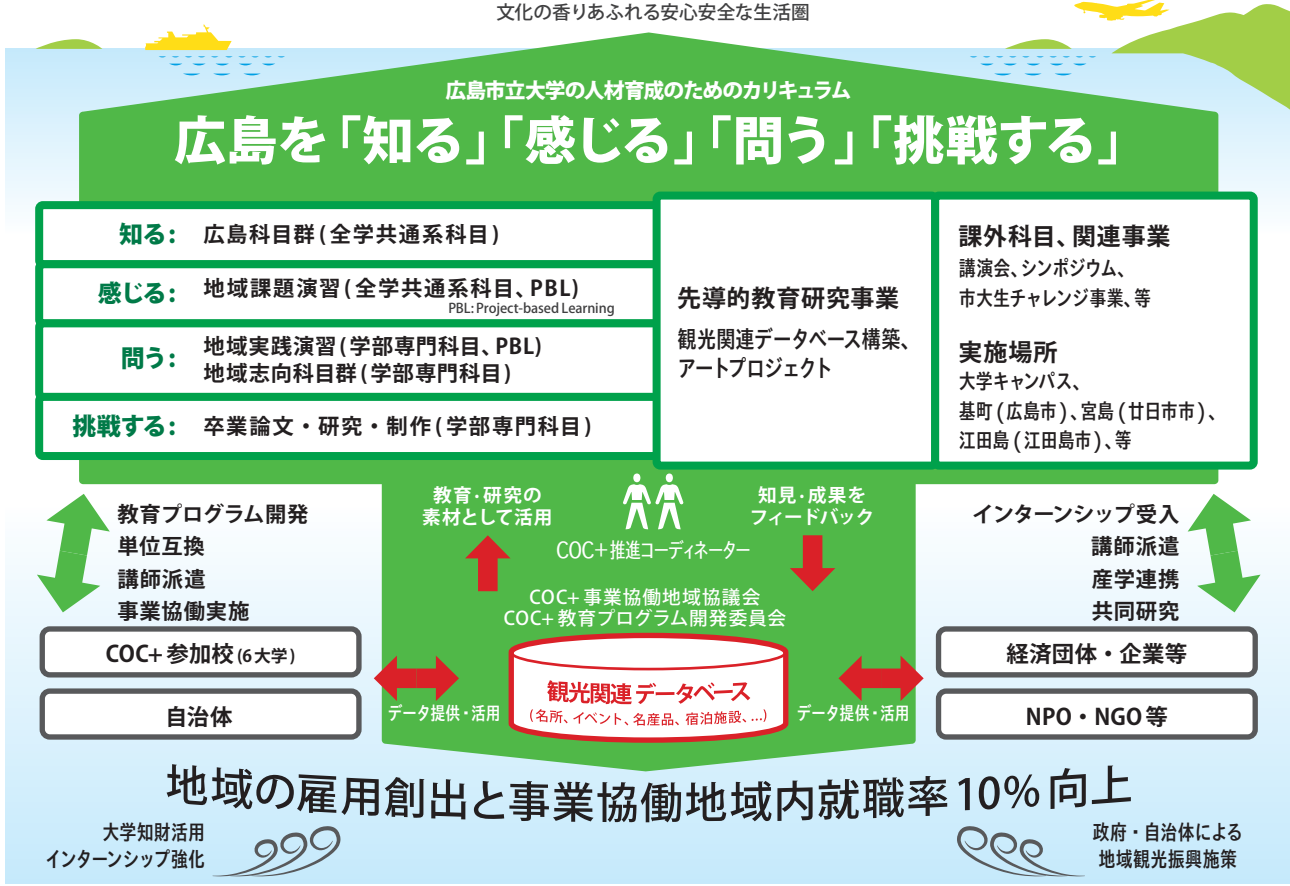 文化の香りあふれる安心安全な生活圏
広島市立大学の人材育成のためのカリキュラム
広島を「知る」「感じる」「問う」「挑戦する」
知る: 広島科目群(全学共通系科目)
感じる: 地域課題演習(全学共通系科目、PBL)
PBL: Project-based Learning
問う: 地域実践演習(学部専門科目、PBL)
地域志向科目群(学部専門科目)
挑戦する: 卒業論文・研究・制作(学部専門科目)
先導的教育研究事業
観光関連データベース構築、
アートプロジェクト
課外科目、関連事業
講演会、シンポジウム、
市大生チャレンジ事業、等
実施場所
大学キャンパス、
基町(広島市)、宮島(廿日市市)、
江田島(江田島市)、等
教育プログラム開発
単位互換
講師派遣
事業協働実施
COC+参加校(6大学)
自治体
教育・研究の
素材として活用
COC+推進コーディネーター
知見・成果を
フィードバック
COC+事業協働地域協議会
COC+教育プログラム開発委員会
観光関連データベース
(名所、イベント、名産品、宿泊施設、...)
データ提供・活用
データ提供・活用
インターンシップ受入
講師派遣
産学連携
共同研究
経済団体・企業等
NPO・NGO等
地域の雇用創出と事業協働地域内就職率10%向上
大学知財活用
インターンシップ強化
政府・自治体による
地域観光振興施策